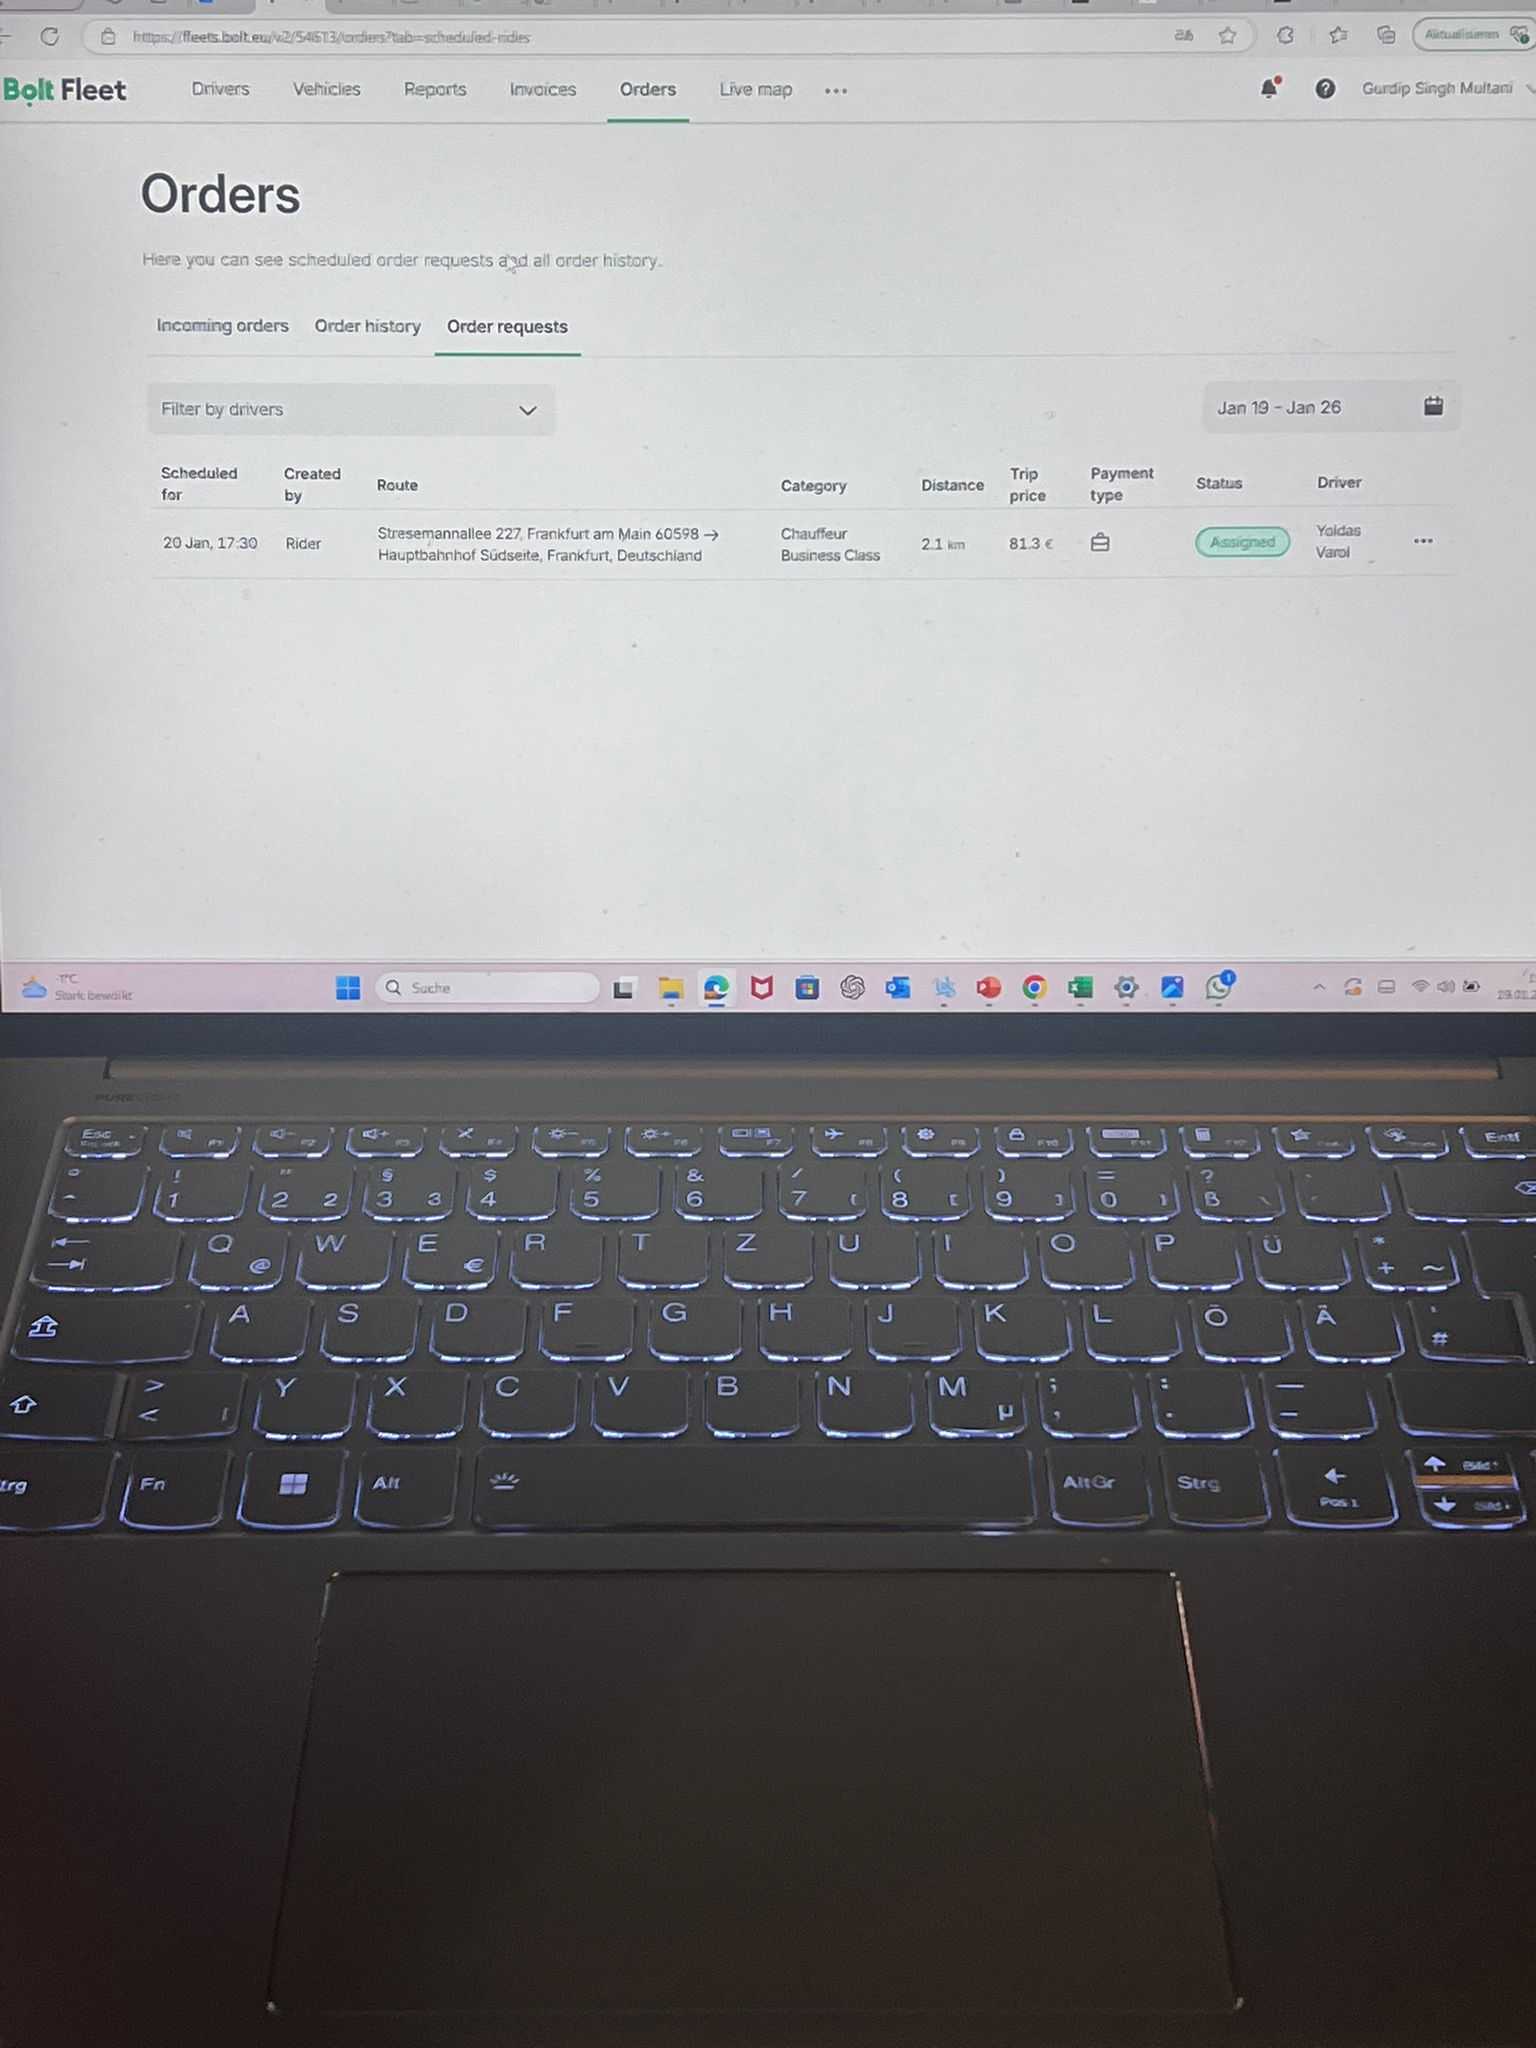 https://fleets.bolt.eu/v2/54613/orders?tab=scheduled-rides
Aktualisieren
Bolt Fleet
Drivers
Vehicles
Reports
Invoices
Orders
Live map
Gurdip Singh Multani
Orders
Here you can see scheduled order requests and all order history.
Incoming orders
Order history
Order requests
Filter by drivers
Jan 19 – Jan 26
Scheduled for
Created by
Route
Category
Distance
Trip price
Payment type
Status
Driver
20 Jan, 17:30
Rider
Stresemannallee 227, Frankfurt am Main 60598 →
Hauptbahnhof Südseite, Frankfurt, Deutschland
Chauffeur
Business Class
2.1 km
81.3 €
Assigned
Yoldas
Varol
-1°C
Stark bewölkt
Suche
1
Esc F1 F2 F3 F4 F5 F6 F7 F8 F9 F10 F11 F12 Einfg
° ! " § $ % & / ( ) = ? `
^ 1 2 2 3 3 4 5 6 7 { 8 [ 9 ] 0 } ß \ ´
Q @ W E € R T Z U I O P Ü * + ~
A S D F G H J K L Ö Ä ' #
> < | Y X C V B N M µ ; , : . _ -
Strg Fn Alt AltGr Strg ← Pos 1 ↑ Bild ↑ ↓ Bild ↓